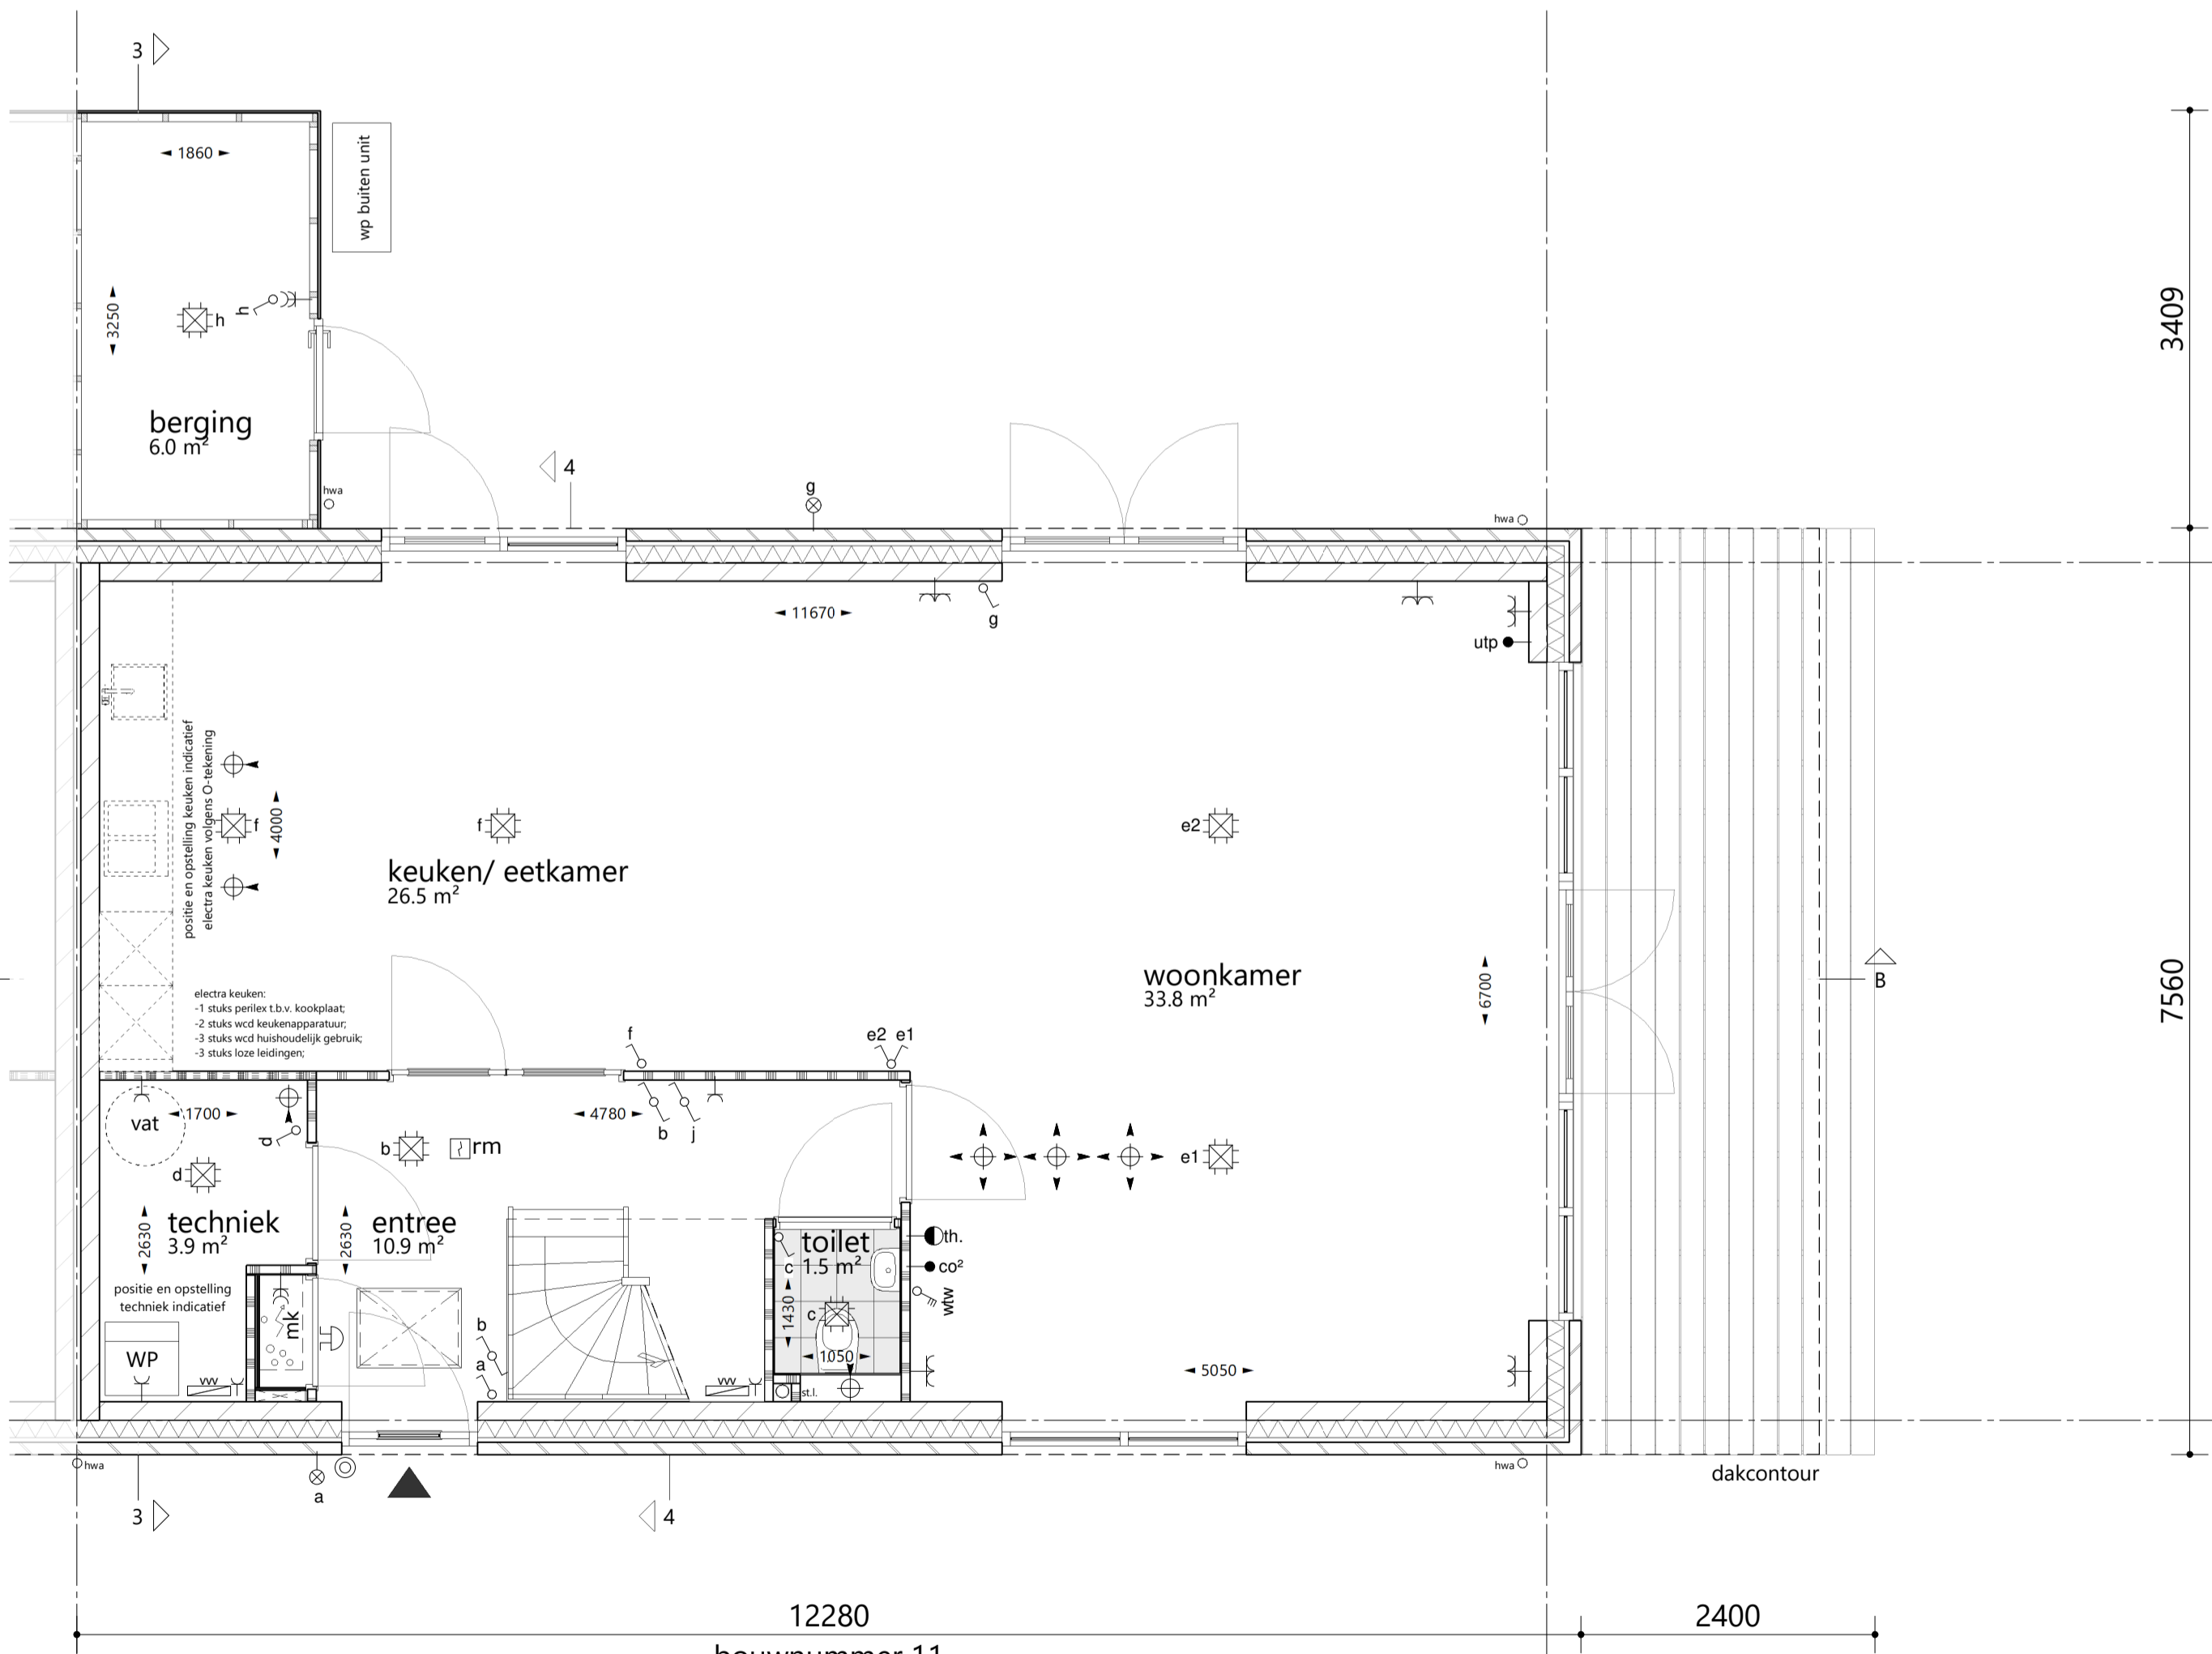 3
1860
wp buiten unit
3250
h
h
3409
berging
6.0 m²
4
hwa
g
hwa
11670
g
utp
positie en opstelling keuken indicatief
electra keuken volgens O-tekening
f
4000
f
e2
keuken/ eetkamer
26.5 m²
woonkamer
33.8 m²
6700
B
7560
electra keuken:
-1 stuks perilex t.b.v. kookplaat;
-2 stuks wcd keukenapparatuur;
-3 stuks wcd huishoudelijk gebruik;
-3 stuks loze leidingen;
f
e2 e1
vat
1700
4780
d
b
j
b
rm
e1
d
techniek
3.9 m²
2630
entree
10.9 m²
2630
toilet
1.5 m²
c
th.
co²
wtw
positie en opstelling
techniek indicatief
mk
1430
c
b
a
WP
1050
5050
st.l.
hwa
a
hwa
dakcontour
3
4
12280
2400
bouwnummer 11